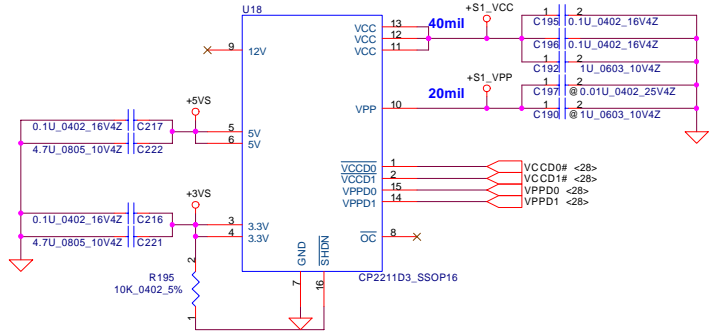 U18
+S1_VCC
40mil
1 2
C195 0.1U_0402_16V4Z
1 2
C196 0.1U_0402_16V4Z
1 2
C192 1U_0603_10V4Z
+S1_VPP
20mil
1 2
C197 @ 0.01U_0402_25V4Z
1 2
C190 @ 1U_0603_10V4Z
9 12V
VCC 13
VCC 12
VCC 11
VPP 10
+5VS
0.1U_0402_16V4Z C217
4.7U_0805_10V4Z C222
5 5V
6 5V
VCCD0 1 VCCD0# <28>
VCCD1 2 VCCD1# <28>
VPPD0 15 VPPD0 <28>
VPPD1 14 VPPD1 <28>
+3VS
0.1U_0402_16V4Z C216
4.7U_0805_10V4Z C221
3 3.3V
4 3.3V
OC 8
GND
SHDN
7
16
CP2211D3_SSOP16
2
R195
10K_0402_5%
1